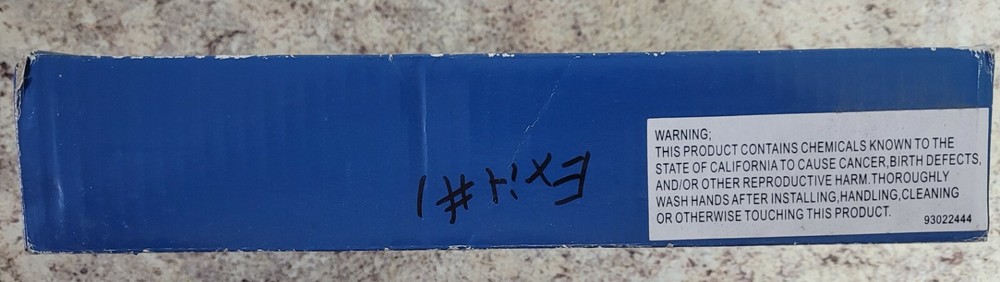 Exit #1
WARNING;
THIS PRODUCT CONTAINS CHEMICALS KNOWN TO THE
STATE OF CALIFORNIA TO CAUSE CANCER,BIRTH DEFECTS,
AND/OR OTHER REPRODUCTIVE HARM.THOROUGHLY
WASH HANDS AFTER INSTALLING,HANDLING,CLEANING
OR OTHERWISE TOUCHING THIS PRODUCT.
93022444